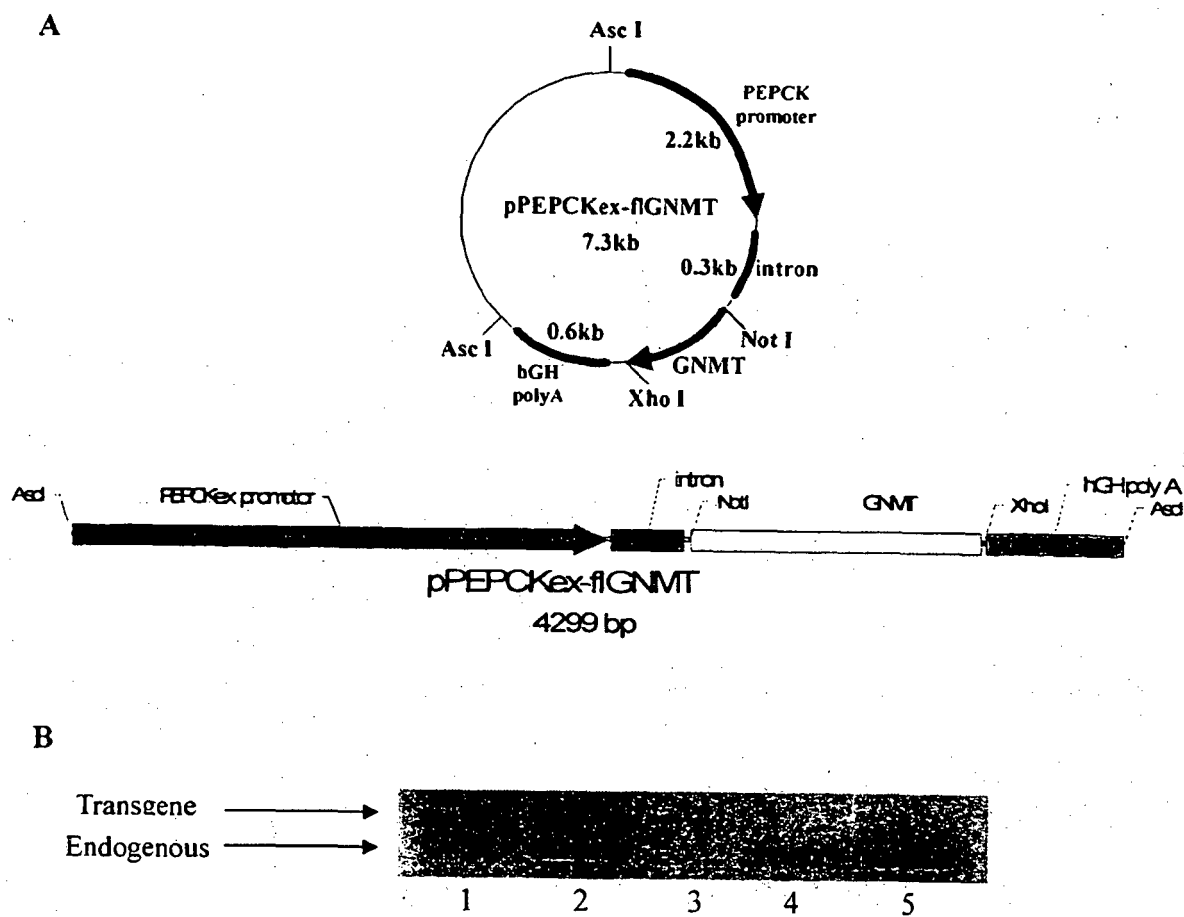 A
Asc I
PEPCK
promoter
2.2kb
pPEPCKex-flGNMT
7.3kb
0.3kb intron
Not I
GNMT
Xho I
0.6kb
bGH
polyA
Asc I
AscI
PEPCKex promotor
intron
NotI
GNMT
XhoI
hGH poly A
AscI
pPEPCKex-flGNMT
4299 bp
B
Transgene
Endogenous
1 2 3 4 5